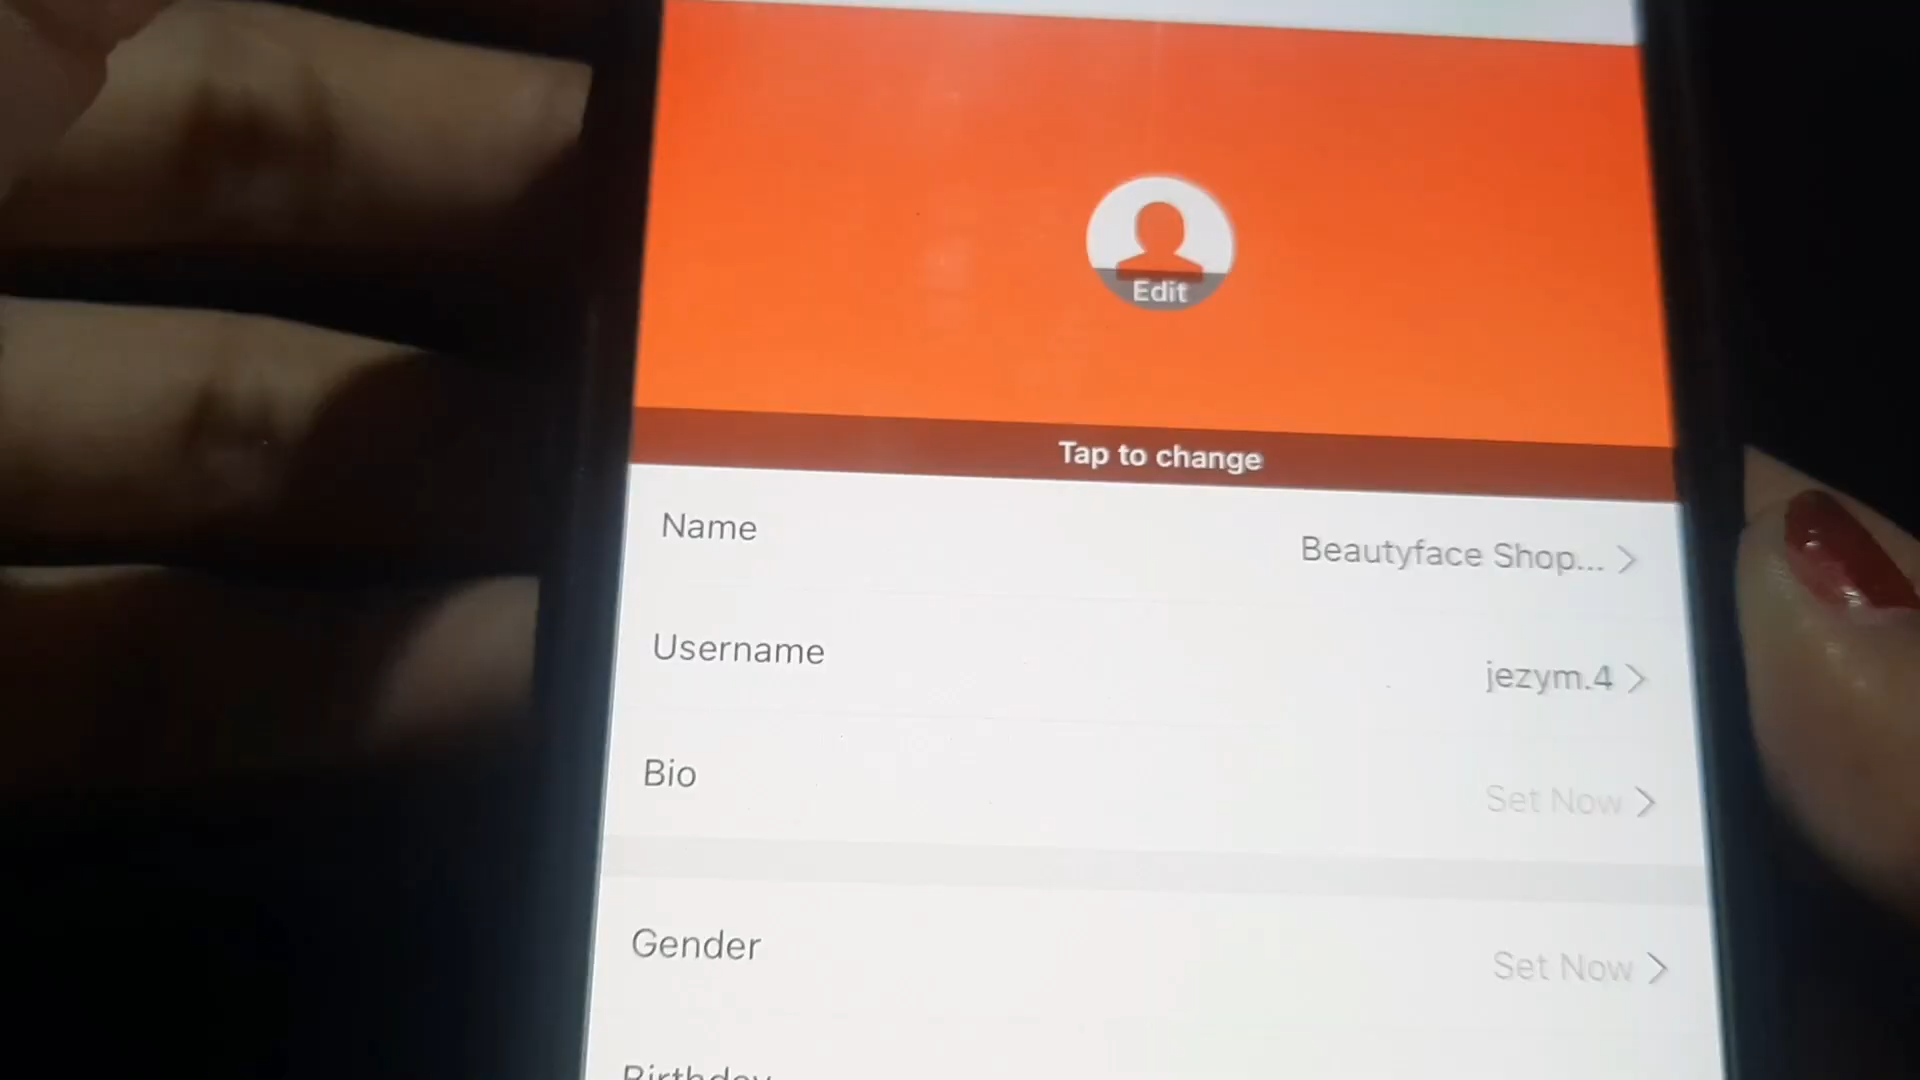 Edit
Tap to change
Name
Beautyface Shop...
Username
jezym.4
Bio
Set Now
Gender
Set Now
Birthday